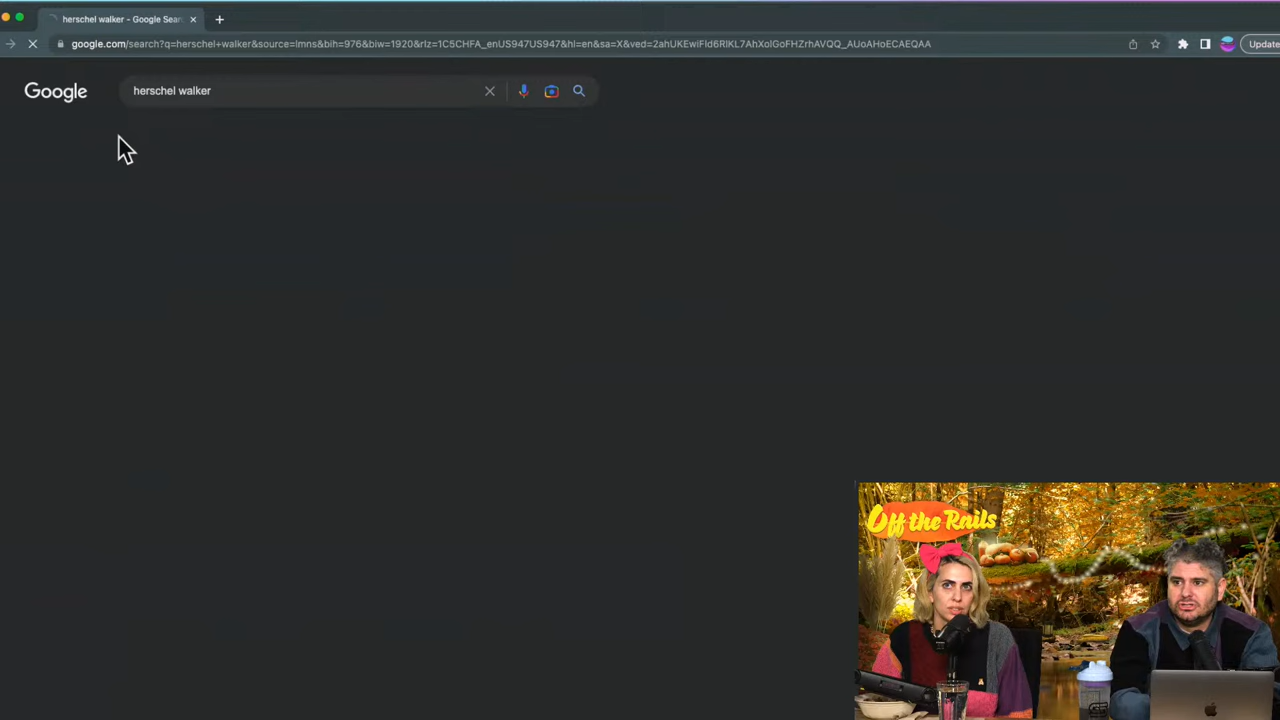 herschel walker - Google Sear
google.com/search?q=herschel+walker&source=lmns&bih=976&biw=1920&rlz=1C5CHFA_enUS947US947&hl=en&sa=X&ved=2ahUKEwiFld6RlKL7AhXolGoFHZrhAVQQ_AUoAHoECAEQAA
Update
Google
herschel walker
Off the Rails